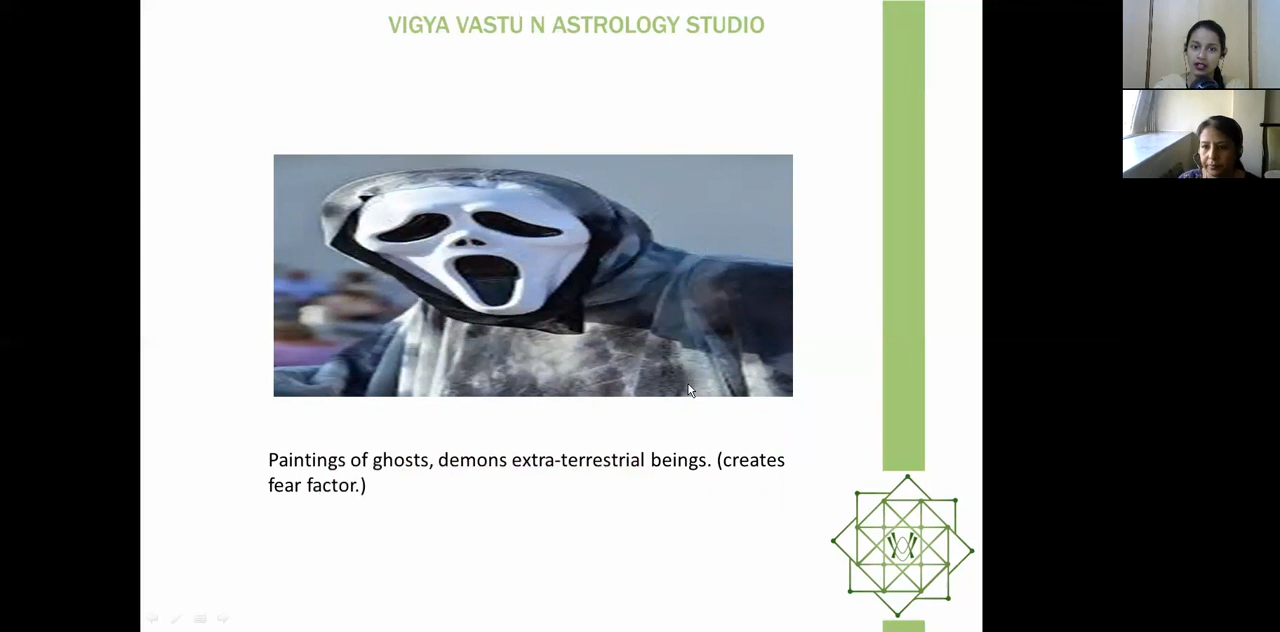 VIGYA VASTU N ASTROLOGY STUDIO
Paintings of ghosts, demons extra-terrestrial beings. (creates
fear factor.)